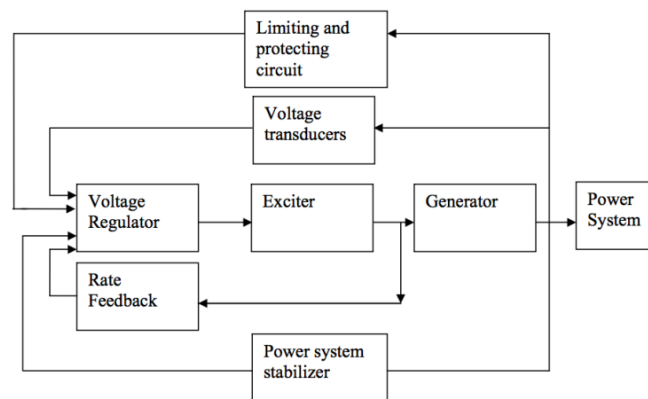 Limiting and
protecting
circuit
Voltage
transducers
Voltage
Regulator
Exciter
Generator
Power
System
Rate
Feedback
Power system
stabilizer